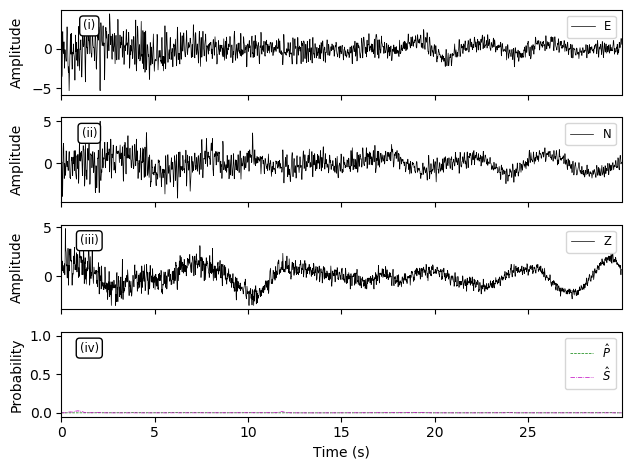 (i)
E
Amplitude
0
−5
(ii)
N
Amplitude
5
0
(iii)
Z
Amplitude
5
0
(iv)
P̂
Ŝ
Probability
1.0
0.5
0.0
0 5 10 15 20 25
Time (s)